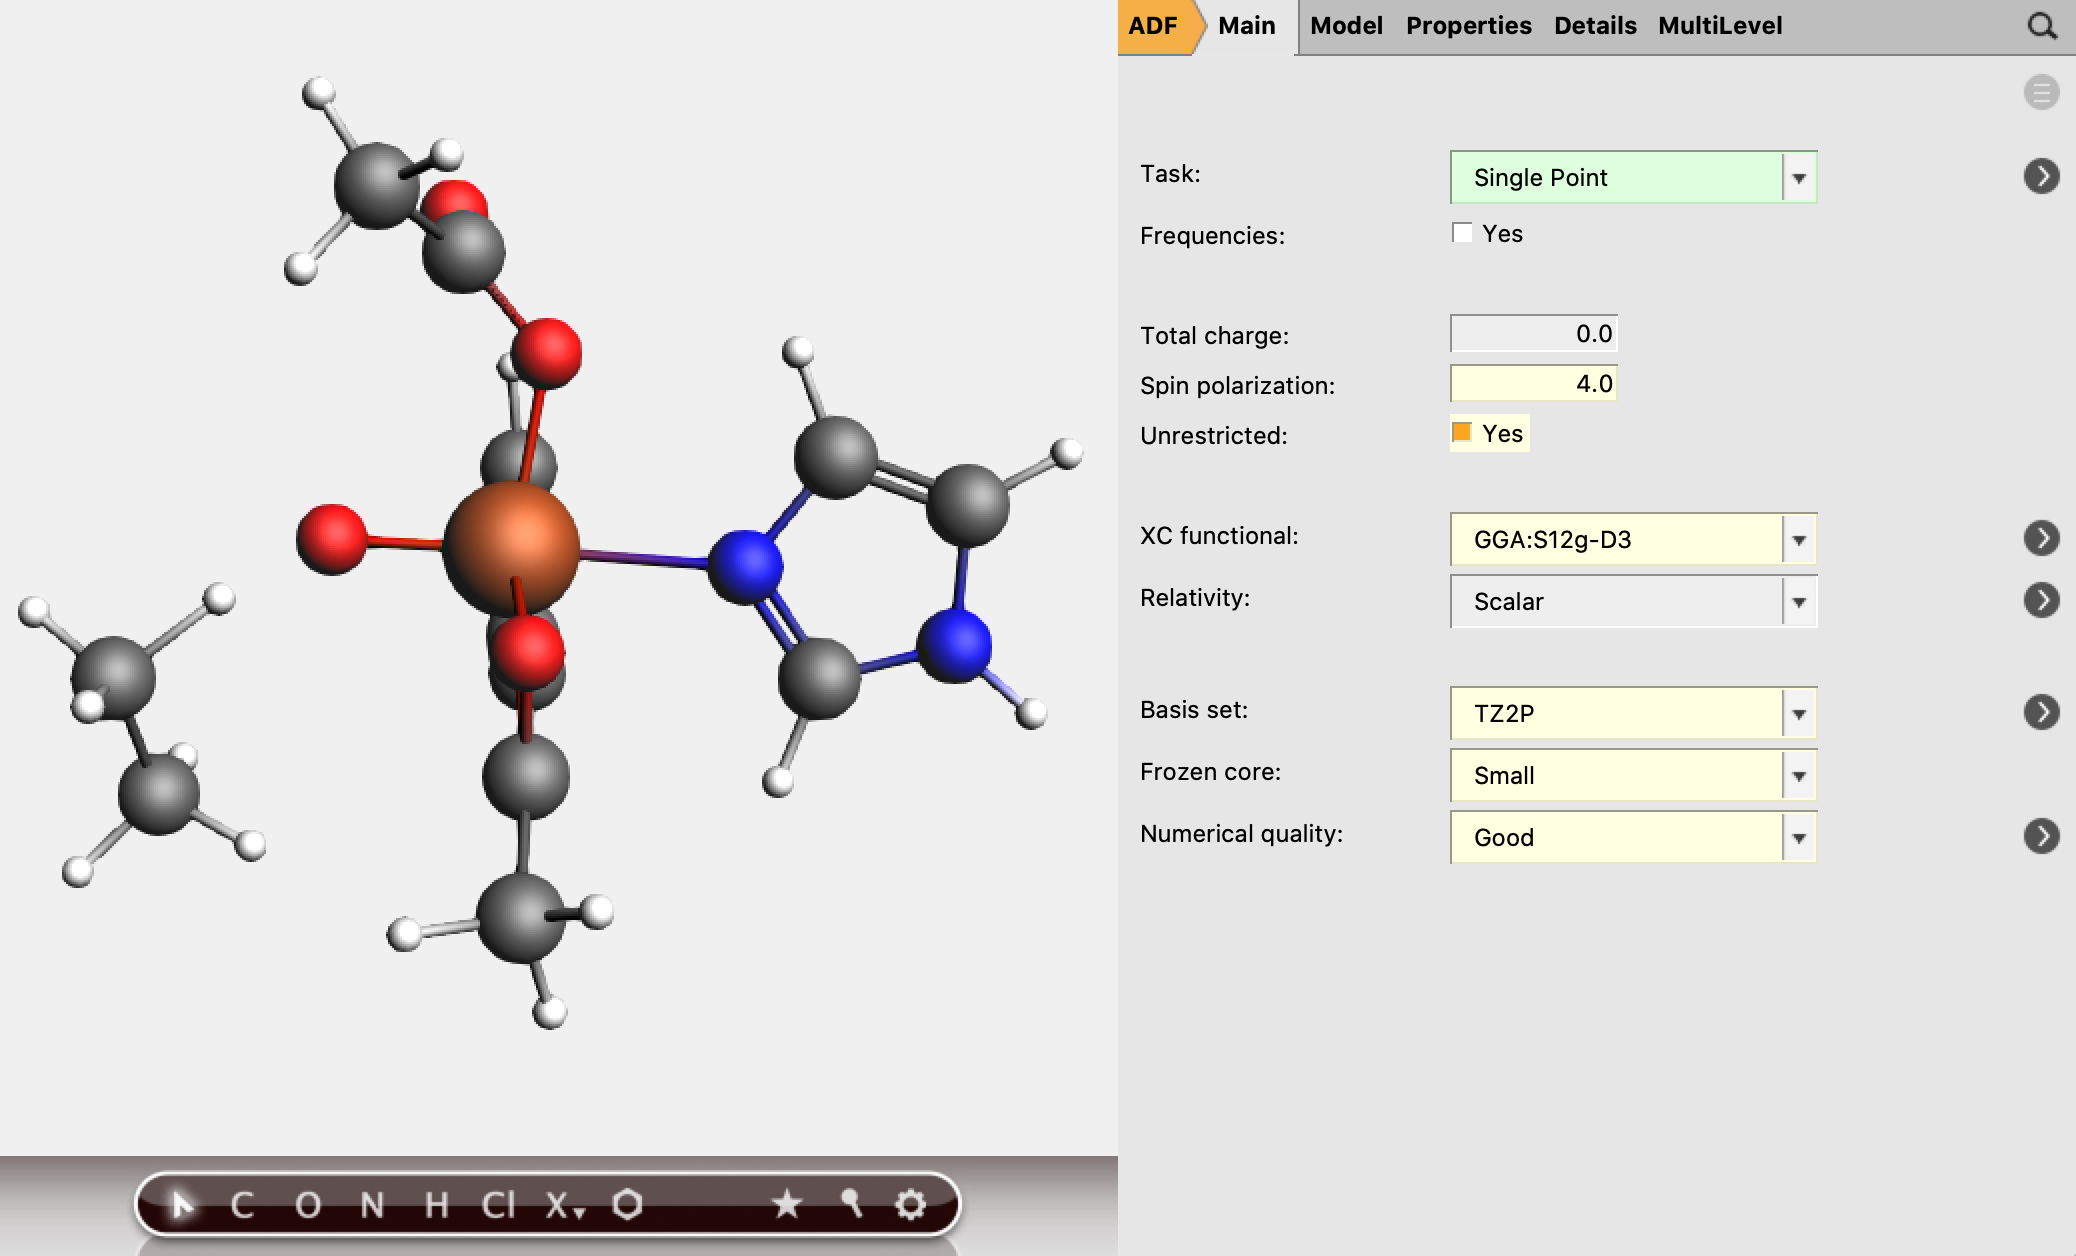 ADF Main Model Properties Details MultiLevel
Task: Single Point
Frequencies: Yes
Total charge: 0.0
Spin polarization: 4.0
Unrestricted: Yes
XC functional: GGA:S12g-D3
Relativity: Scalar
Basis set: TZ2P
Frozen core: Small
Numerical quality: Good
C O N H Cl X